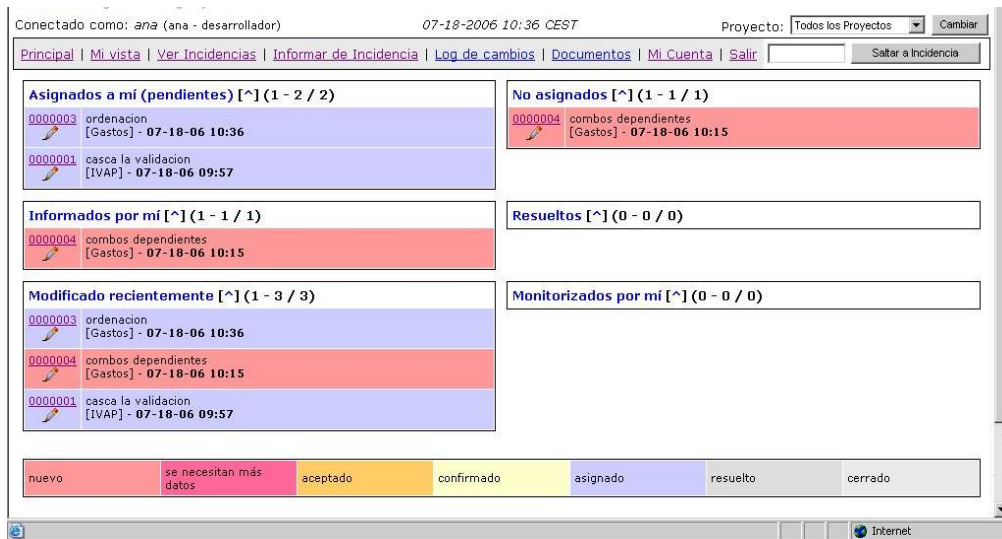 Conectado como: ana (ana - desarrollador)
07-18-2006 10:36 CEST
Proyecto: Todos los Proyectos Cambiar
Principal | Mi vista | Ver Incidencias | Informar de Incidencia | Log de cambios | Documentos | Mi Cuenta | Salir Saltar a Incidencia
Asignados a mí (pendientes) [^] (1 - 2 / 2)
0000003 ordenacion
[Gastos] - 07-18-06 10:36
0000001 casca la validacion
[IVAP] - 07-18-06 09:57
No asignados [^] (1 - 1 / 1)
0000004 combos dependientes
[Gastos] - 07-18-06 10:15
Informados por mí [^] (1 - 1 / 1)
0000004 combos dependientes
[Gastos] - 07-18-06 10:15
Resueltos [^] (0 - 0 / 0)
Modificado recientemente [^] (1 - 3 / 3)
0000003 ordenacion
[Gastos] - 07-18-06 10:36
0000004 combos dependientes
[Gastos] - 07-18-06 10:15
0000001 casca la validacion
[IVAP] - 07-18-06 09:57
Monitorizados por mí [^] (0 - 0 / 0)
nuevo
se necesitan más
datos
aceptado
confirmado
asignado
resuelto
cerrado
Internet